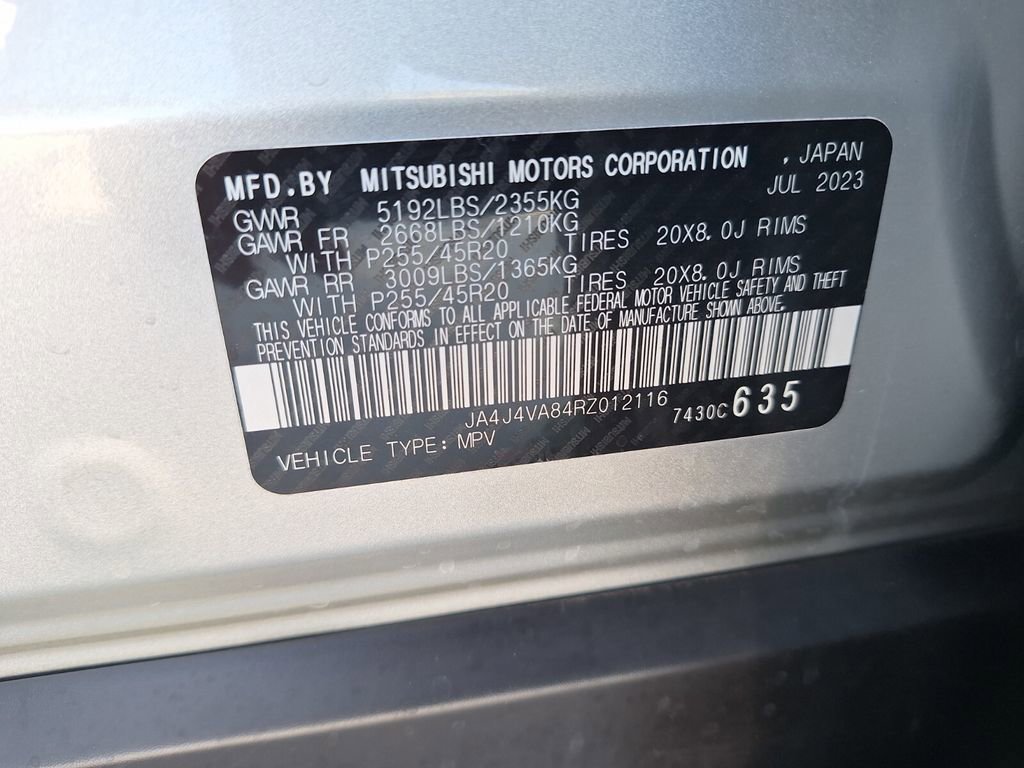 MFD.BY MITSUBISHI MOTORS CORPORATION , JAPAN
JUL 2023
GVWR 5192LBS/2355KG
GAWR FR 2668LBS/1210KG
WITH P255/45R20 TIRES 20X8.0J RIMS
GAWR RR 3009LBS/1365KG
WITH P255/45R20 TIRES 20X8.0J RIMS
THIS VEHICLE CONFORMS TO ALL APPLICABLE FEDERAL MOTOR VEHICLE SAFETY AND THEFT
PREVENTION STANDARDS IN EFFECT ON THE DATE OF MANUFACTURE SHOWN ABOVE.
JA4J4VA84RZ012116 7430C 635
VEHICLE TYPE: MPV